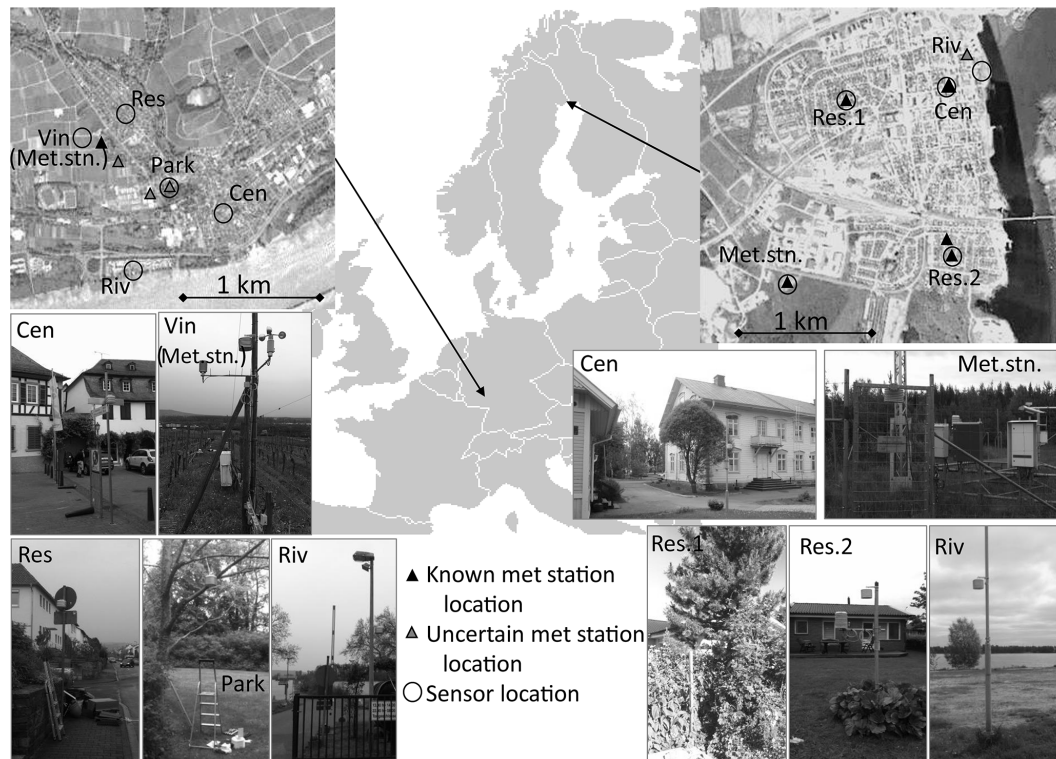 Res
Vin
(Met.stn.)
Park
Cen
Riv
1 km
Riv
Cen
Res.1
Met.stn.
Res.2
1 km
Cen
Vin
(Met.stn.)
Cen
Met.stn.
Res
Park
Riv
Known met station
location
Uncertain met station
location
Sensor location
Res.1
Res.2
Riv